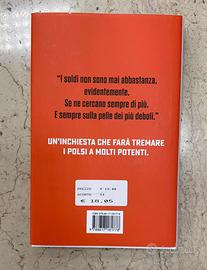 "I soldi non sono mai abbastanza,
evidentemente.
Se ne cercano sempre di più.
E sempre sulla pelle dei più deboli."
UN'INCHIESTA CHE FARÀ TREMARE
I POLSI A MOLTI POTENTI.
PREZZO
€ 18,05